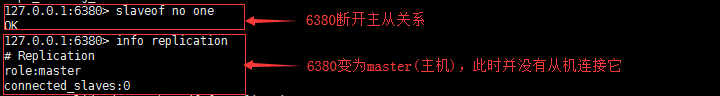 127.0.0.1:6380> slaveof no one
OK
6380断开主从关系
127.0.0.1:6380> info replication
# Replication
role:master
connected_slaves:0
6380变为master(主机),此时并没有从机连接它